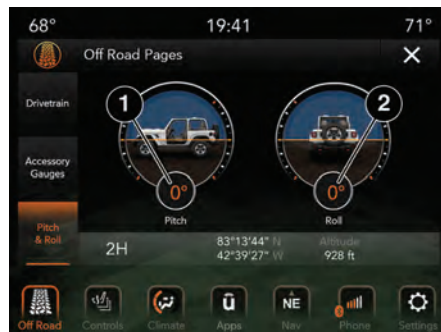 68°
19:41
71°
Off Road Pages
Drivetrain
1
2
Accessory
Gauges
0°
0°
Pitch
Roll
Pitch
& Roll
2H
83°13'44" N
42°39'27" W
Altitude
928 ft
ū
NE
Off Road
Controls
Climate
Apps
Nav
Phone
Settings